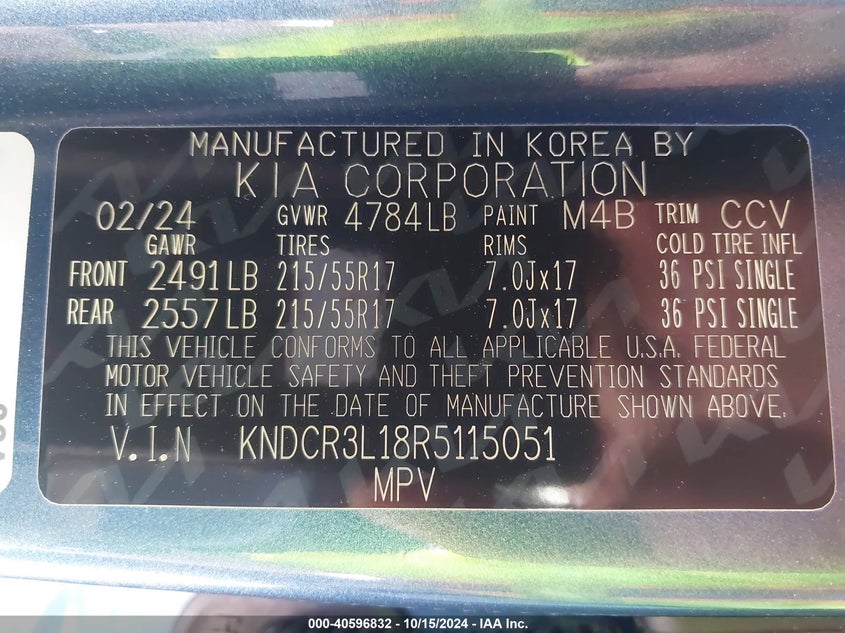 MANUFACTURED IN KOREA BY
KIA CORPORATION
02/24 GVWR 4784LB PAINT M4B TRIM CCV
GAWR TIRES RIMS COLD TIRE INFL
FRONT 2491LB 215/55R17 7.0Jx17 36 PSI SINGLE
REAR 2557LB 215/55R17 7.0Jx17 36 PSI SINGLE
THIS VEHICLE CONFORMS TO ALL APPLICABLE U.S.A. FEDERAL
MOTOR VEHICLE SAFETY AND THEFT PREVENTION STANDARDS
IN EFFECT ON THE DATE OF MANUFACTURE SHOWN ABOVE.
V.I.N KNDCR3L18R5115051
MPV
000-40596832 - 10/15/2024 - IAA Inc.